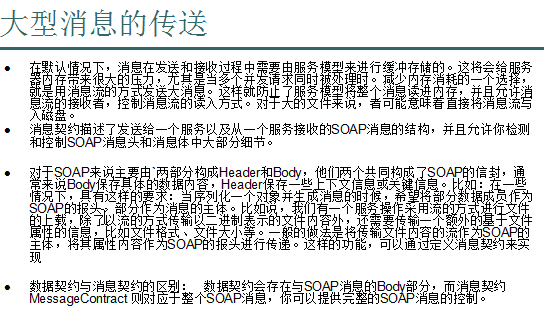 大型消息的传送
● 在默认情况下，消息在发送和接收过程中需要由服务模型来进行缓冲存储的。这将会给服务
器内存带来很大的压力，尤其是当多个并发请求同时被处理时。减少内存消耗的一个选择，
就是用消息流的方式发送大消息。这样就防止了服务模型将整个消息读进内存，并且允许消
息流的接收者，控制消息流的读入方式。对于大的文件来说，者可能意味着直接将消息流写
入磁盘。
● 消息契约描述了发送给一个服务以及从一个服务接收的SOAP消息的结构，并且允许你检测
和控制SOAP消息头和消息体中大部分细节。
● 对于SOAP来说主要由`两部分构成Header和Body，他们两个共同构成了SOAP的信封，通
常来说Body保存具体的数据内容，Header保存一些上下文信息或关键信息。比如：在一些
情况下，具有这样的要求：当序列化一个对象并生成消息的时候，希望将部分数据成员作为
SOAP的报头，部分作为消息的主体。比如说，我们有一个服务操作采用流的方式进行文件
的上载，除了以流的方式传输以二进制表示的文件内容外，还需要传输一个额外的基于文件
属性的信息，比如文件格式、文件大小等。一般的做法是将传输文件内容的流作为SOAP的
主体，将其属性内容作为SOAP的报头进行传递。这样的功能，可以通过定义消息契约来实
现
● 数据契约与消息契约的区别： 数据契约会存在与SOAP消息的Body部分，而消息契约
MessageContract 则对应于整个SOAP消息，你可以提供完整的SOAP消息的控制。